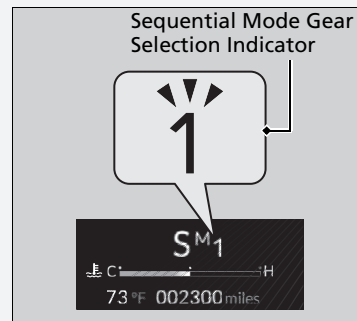 Sequential Mode Gear
Selection Indicator
1
SM1
C H
73 °F 002300 miles